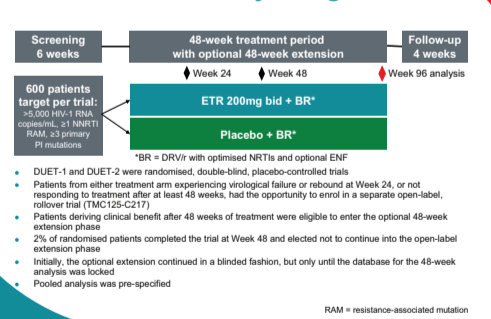 Screening
6 weeks
48-week treatment period
with optional 48-week extension
Follow-up
4 weeks
Week 24
Week 48
Week 96 analysis
600 patients
target per trial:
>5,000 HIV-1 RNA
copies/mL, ≥1 NNRTI
RAM, ≥3 primary
PI mutations
ETR 200mg bid + BR*
Placebo + BR*
*BR = DRV/r with optimised NRTIs and optional ENF
• DUET-1 and DUET-2 were randomised, double-blind, placebo-controlled trials
• Patients from either treatment arm experiencing virological failure or rebound at Week 24, or not
responding to treatment after at least 48 weeks, had the opportunity to enrol in a separate open-label,
rollover trial (TMC125-C217)
• Patients deriving clinical benefit after 48 weeks of treatment were eligible to enter the optional 48-week
extension phase
• 2% of randomised patients completed the trial at Week 48 and elected not to continue into the open-label
extension phase
• Initially, the optional extension continued in a blinded fashion, but only until the database for the 48-week
analysis was locked
• Pooled analysis was pre-specified
RAM = resistance-associated mutation